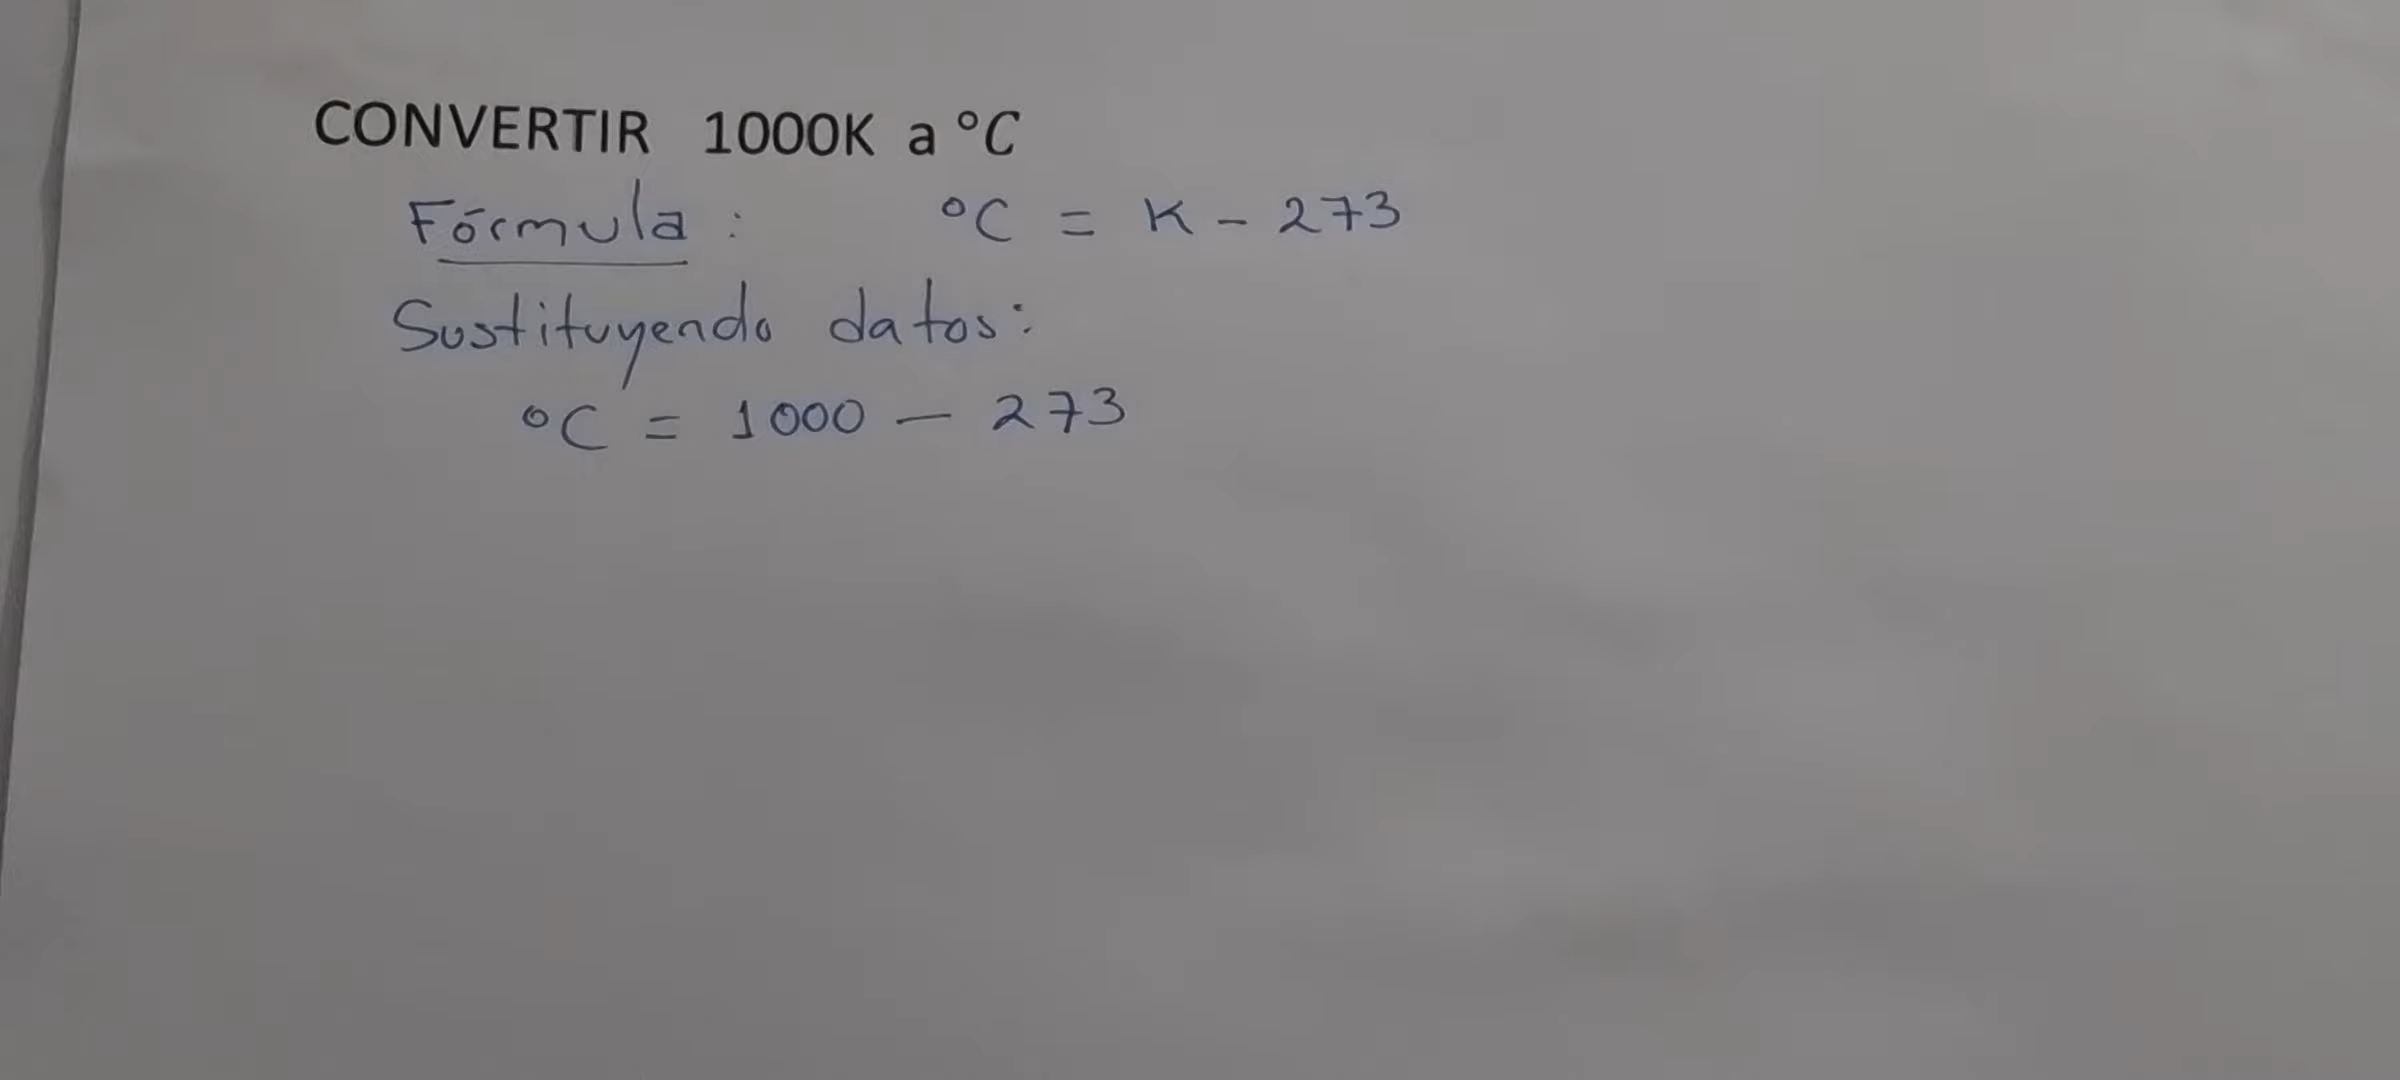 CONVERTIR 1000K a °C
Fórmula: °C = K - 273
Sustituyendo datos:
°C = 1000 - 273